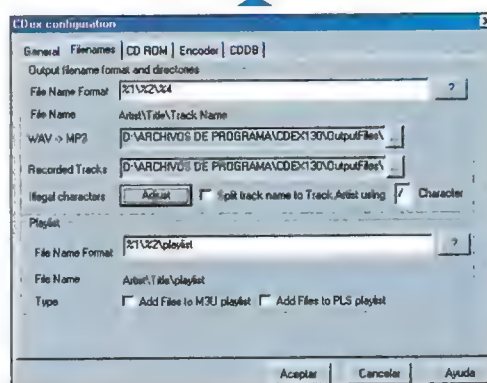 CDex configuration
General Filenames CD ROM Encoder CDDB
Output filename format and directories
File Name Format %1\%2\%4 ?
File Name Artist\Title\Track Name
WAV -> MP3 D:\ARCHIVOS DE PROGRAMA\CDEX130\OutputFiles\ ...
Recorded Tracks D:\ARCHIVOS DE PROGRAMA\CDEX130\OutputFiles\ ...
Illegal characters Adjust Split track name to Track Artist using / Character
Playlist
File Name Format %1\%2\playlist ?
File Name Artist\Title\playlist
Type Add Files to M3U playlist Add Files to PLS playlist
Aceptar Cancelar Ayuda